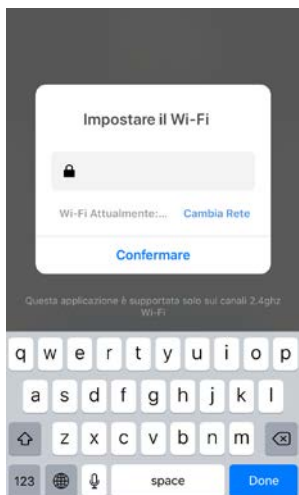 Impostare il Wi-Fi
Wi-Fi Attualmente:... Cambia Rete
Confermare
Questa applicazione è supportata solo sui canali 2.4ghz
Wi-Fi
q w e r t y u i o p
a s d f g h j k l
z x c v b n m
123 space Done